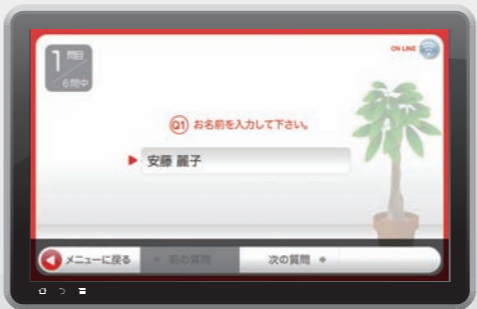 1 問目
6問中
ON LINE
Q1 お名前を入力して下さい。
安藤 麗子
メニューに戻る
前の質問
次の質問